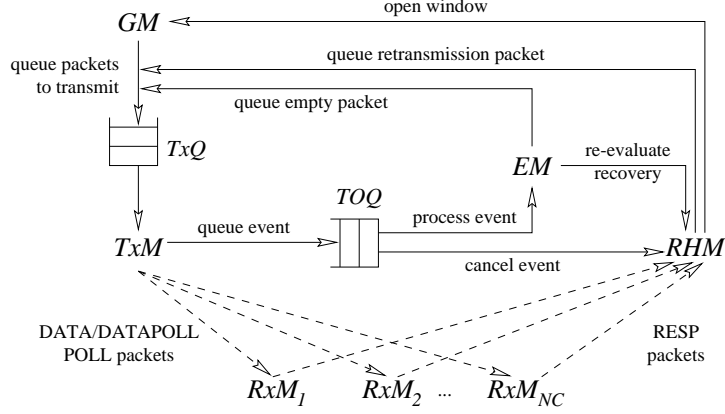 open window
GM
queue packets
to transmit
queue retransmission packet
queue empty packet
TxQ
EM
re-evaluate
recovery
TOQ
queue event
process event
TxM
cancel event
RHM
DATA/DATAPOLL
POLL packets
RESP
packets
RxM1 RxM2 ... RxMNC